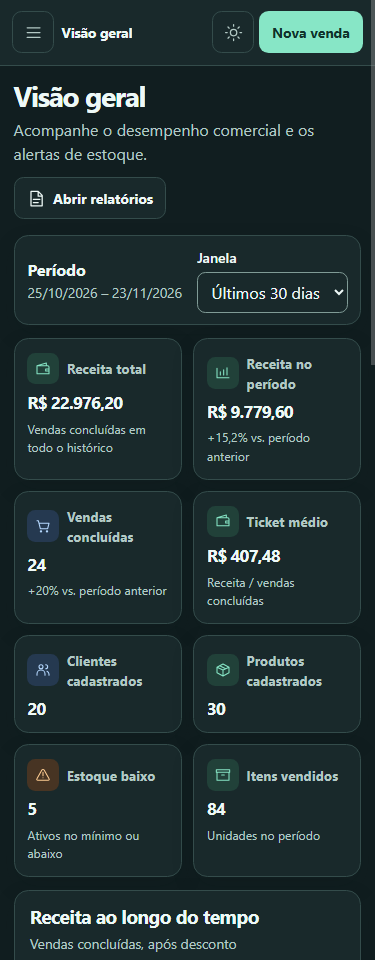 Visão geral
Nova venda
Visão geral
Acompanhe o desempenho comercial e os
alertas de estoque.
Abrir relatórios
Período
25/10/2026 – 23/11/2026
Janela
Últimos 30 dias
Receita total
R$ 22.976,20
Vendas concluídas em
todo o histórico
Receita no
período
R$ 9.779,60
+15,2% vs. período
anterior
Vendas
concluídas
24
+20% vs. período anterior
Ticket médio
R$ 407,48
Receita / vendas
concluídas
Clientes
cadastrados
20
Produtos
cadastrados
30
Estoque baixo
5
Ativos no mínimo ou
abaixo
Itens vendidos
84
Unidades no período
Receita ao longo do tempo
Vendas concluídas, após desconto